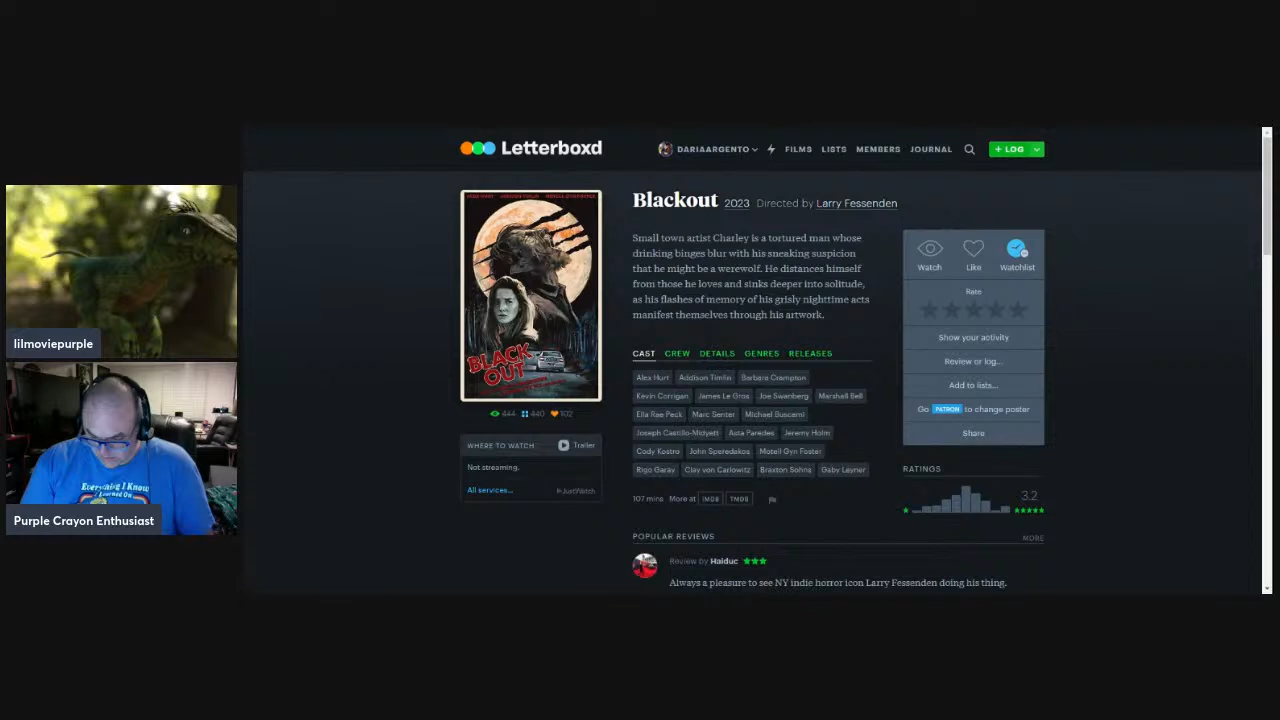 Letterboxd
DARIAARGENTO
FILMS
LISTS
MEMBERS
JOURNAL
+ LOG
Blackout 2023 Directed by Larry Fessenden
Small town artist Charley is a tortured man whose
drinking binges blur with his sneaking suspicion
that he might be a werewolf. He distances himself
from those he loves and sinks deeper into solitude,
as his flashes of memory of his grisly nighttime acts
manifest themselves through his artwork.
Watch
Like
Watchlist
Rate
Show your activity
Review or log...
Add to lists...
Go PATRON to change poster
Share
lilmoviepurple
BLACK
OUT
CAST CREW DETAILS GENRES RELEASES
Alex Hurt Addison Timlin Barbara Crampton
Kevin Corrigan James Le Gros Joe Swanberg Marshall Bell
Ella Rae Peck Marc Senter Michael Buscemi
Joseph Castillo-Midyett Asta Paredes Jeremy Holm
Cody Kostro John Speredakos Motell Gyn Foster
Rigo Garay Clay von Carlowitz Braxton Sohns Gaby Leyner
444 440 102
WHERE TO WATCH
Trailer
Not streaming.
All services...
JustWatch
107 mins More at IMDB TMDB
RATINGS
3.2
Everything I Know
I Learned On
Purple Crayon Enthusiast
POPULAR REVIEWS
MORE
Review by Haiduc ★★★
Always a pleasure to see NY indie horror icon Larry Fessenden doing his thing.